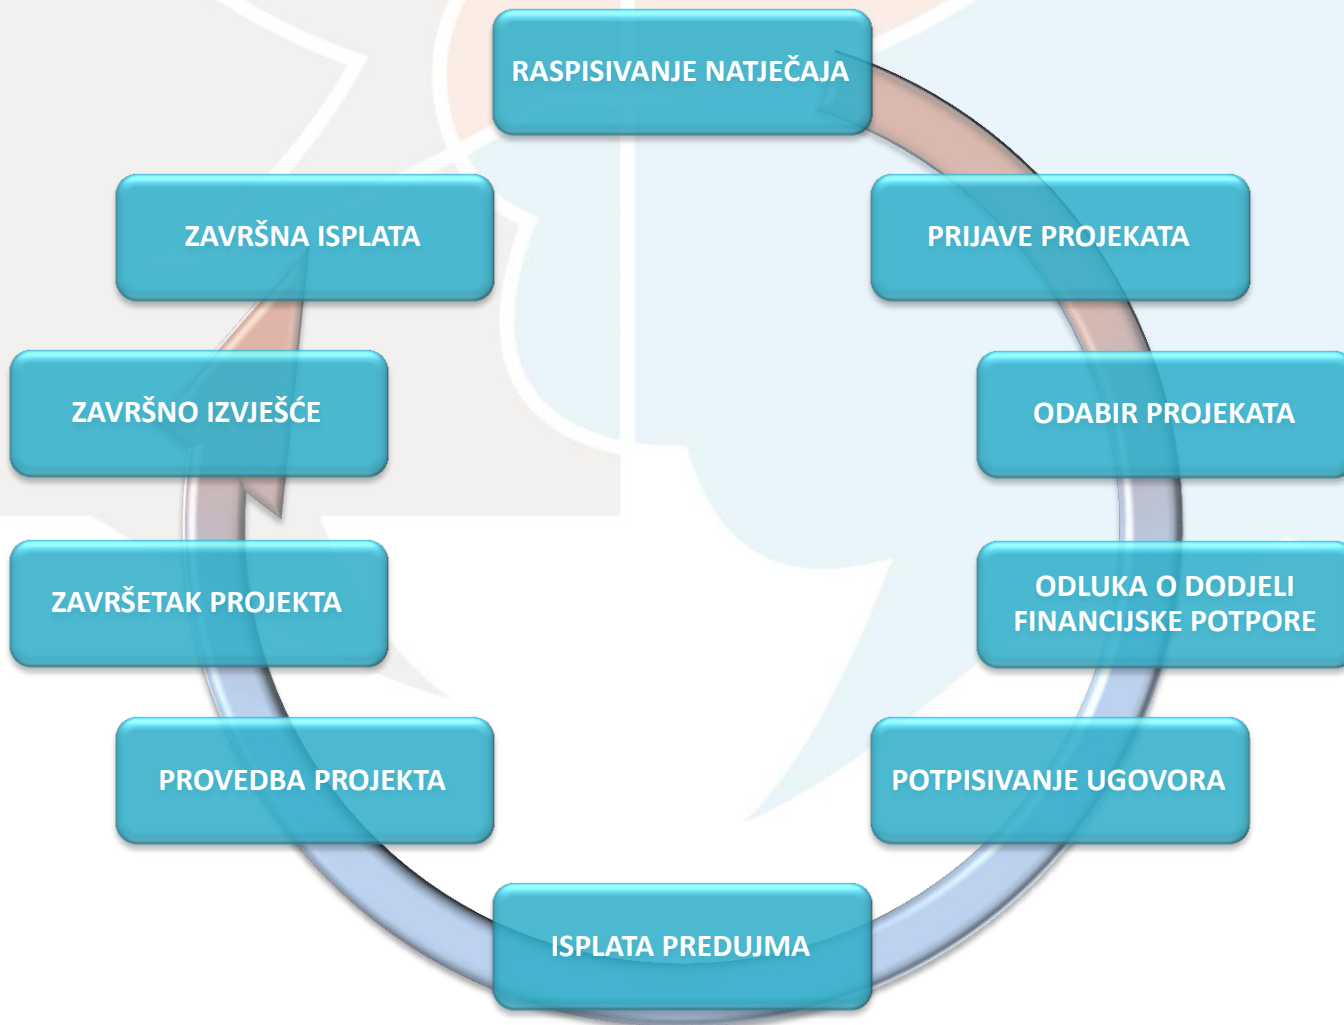 RASPISIVANJE NATJEČAJA
PRIJAVE PROJEKATA
ODABIR PROJEKATA
ODLUKA O DODJELI
FINANCIJSKE POTPORE
POTPISIVANJE UGOVORA
ISPLATA PREDUJMA
PROVEDBA PROJEKTA
ZAVRŠETAK PROJEKTA
ZAVRŠNO IZVJEŠĆE
ZAVRŠNA ISPLATA